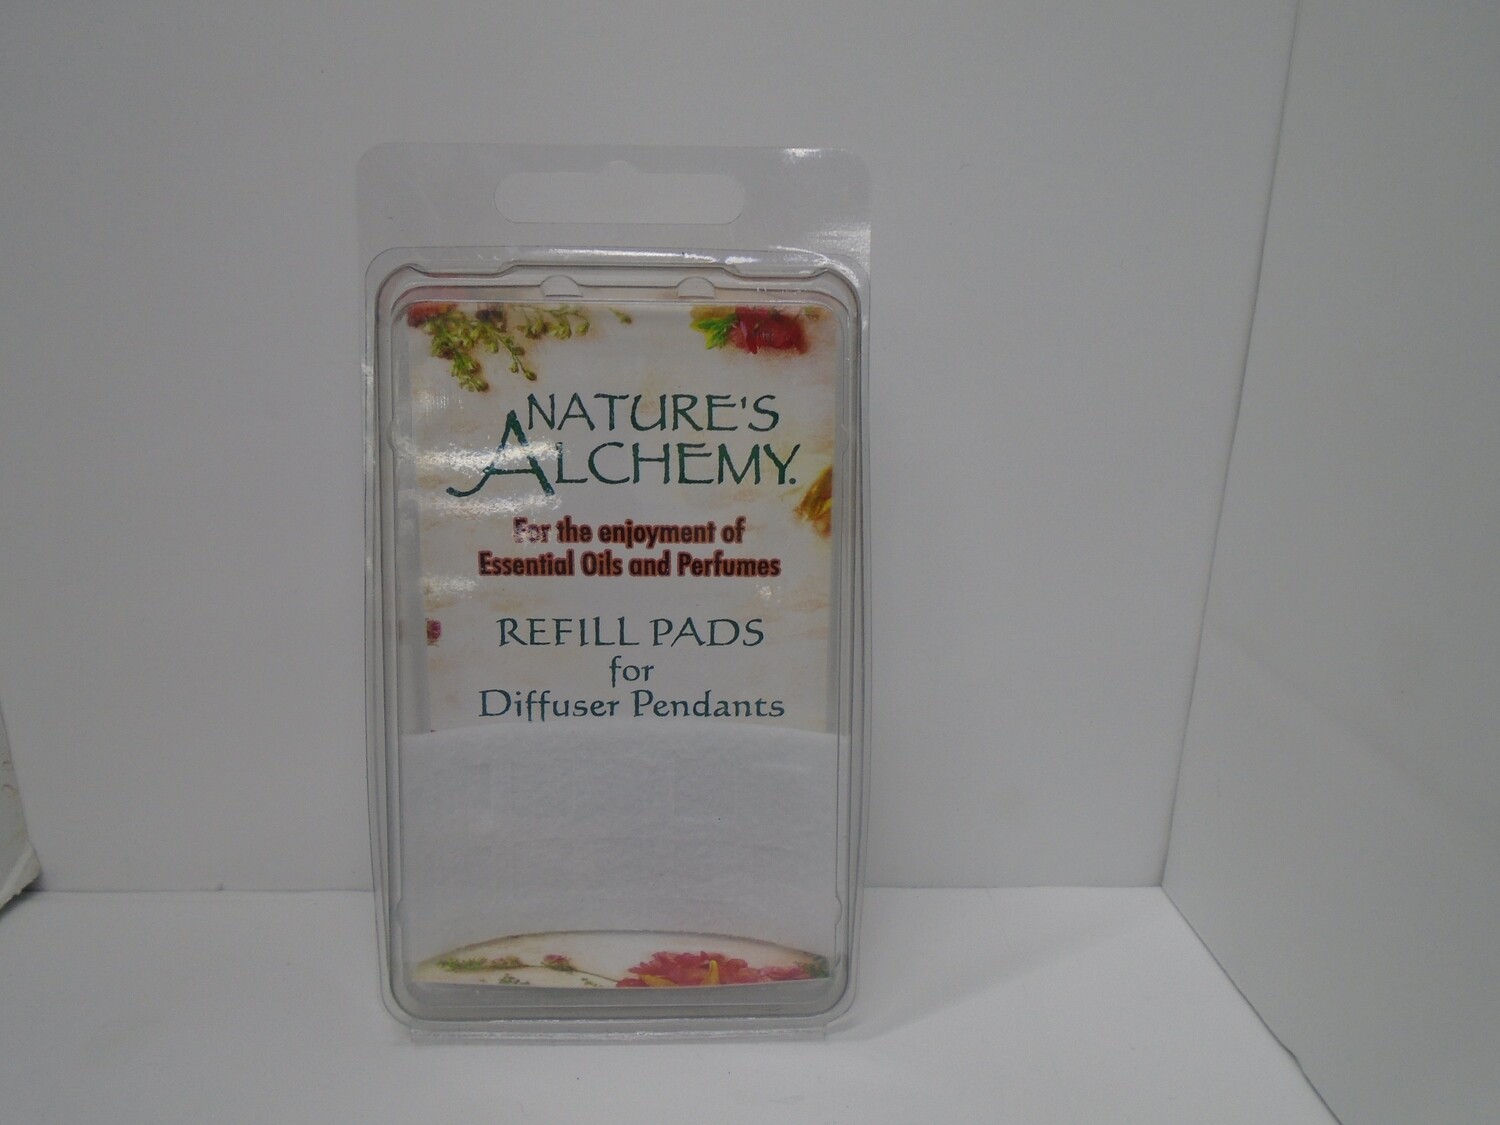 NATURE'S
ALCHEMY.
For the enjoyment of
Essential Oils and Perfumes
REFILL PADS
for
Diffuser Pendants